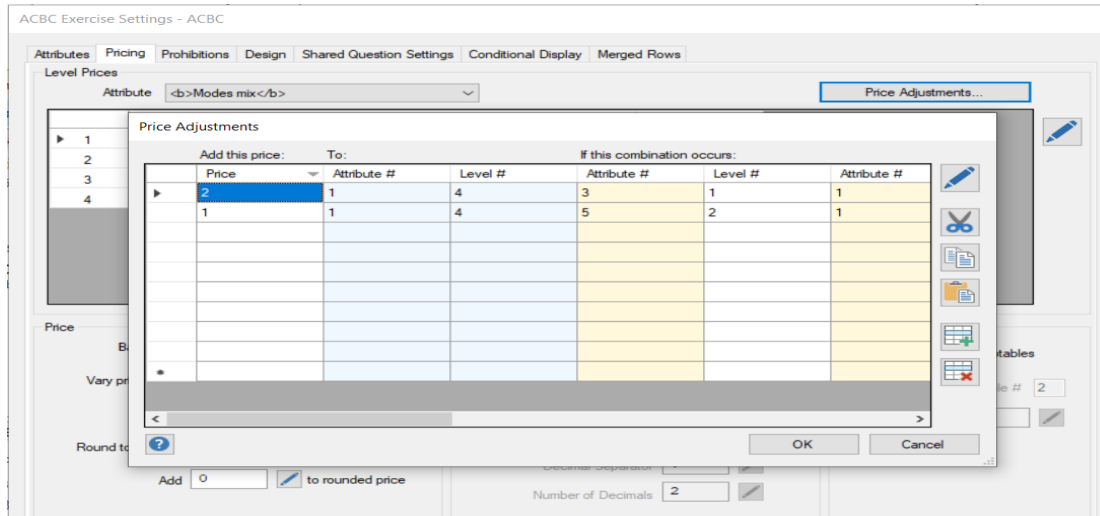 ACBC Exercise Settings - ACBC
Attributes Pricing Prohibitions Design Shared Question Settings Conditional Display Merged Rows
Level Prices
Attribute <b>Modes mix</b> Price Adjustments...
1
2
3
4
Price Adjustments
Add this price: To: If this combination occurs:
Price Attribute # Level # Attribute # Level # Attribute #
2 1 4 3 1 1
1 1 4 5 2 1
OK Cancel
Price
Vary
Round to
Add 0 to rounded price
Decimal Separator
Number of Decimals 2
# 2